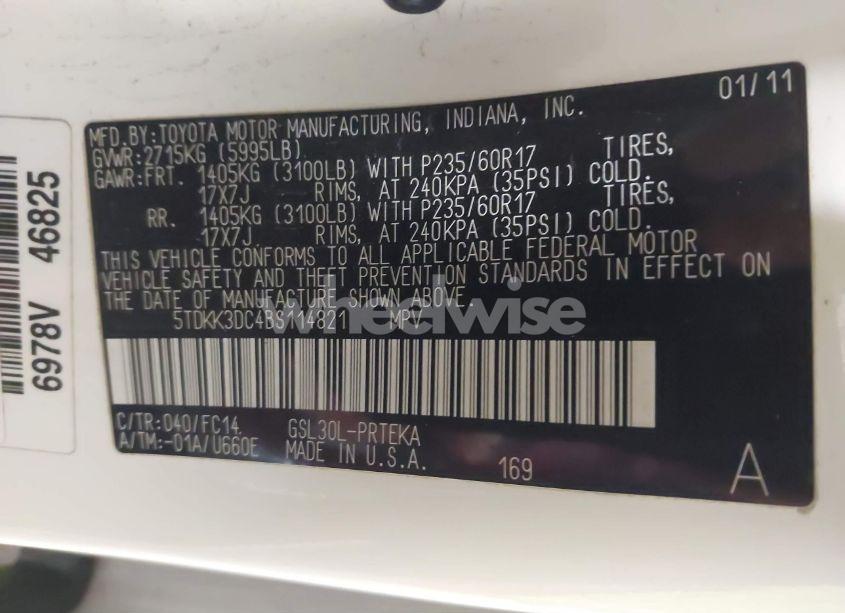 01/11
MFD.BY:TOYOTA MOTOR MANUFACTURING, INDIANA, INC.
GVWR:2715KG (5995LB)
GAWR:FRT. 1405KG (3100LB) WITH P235/60R17 TIRES,
17X7J RIMS, AT 240KPA (35PSI) COLD.
RR. 1405KG (3100LB) WITH P235/60R17 TIRES,
17X7J RIMS, AT 240KPA (35PSI) COLD.
THIS VEHICLE CONFORMS TO ALL APPLICABLE FEDERAL MOTOR
VEHICLE SAFETY AND THEFT PREVENTION STANDARDS IN EFFECT ON
THE DATE OF MANUFACTURE SHOWN ABOVE.
5TDKK3DC4BS114821 MPV
wheelwise
C/TR:040/FC14 GSL30L-PRTEKA
A/TM:-01A/U660E MADE IN U.S.A.
169
A
6978V 46825